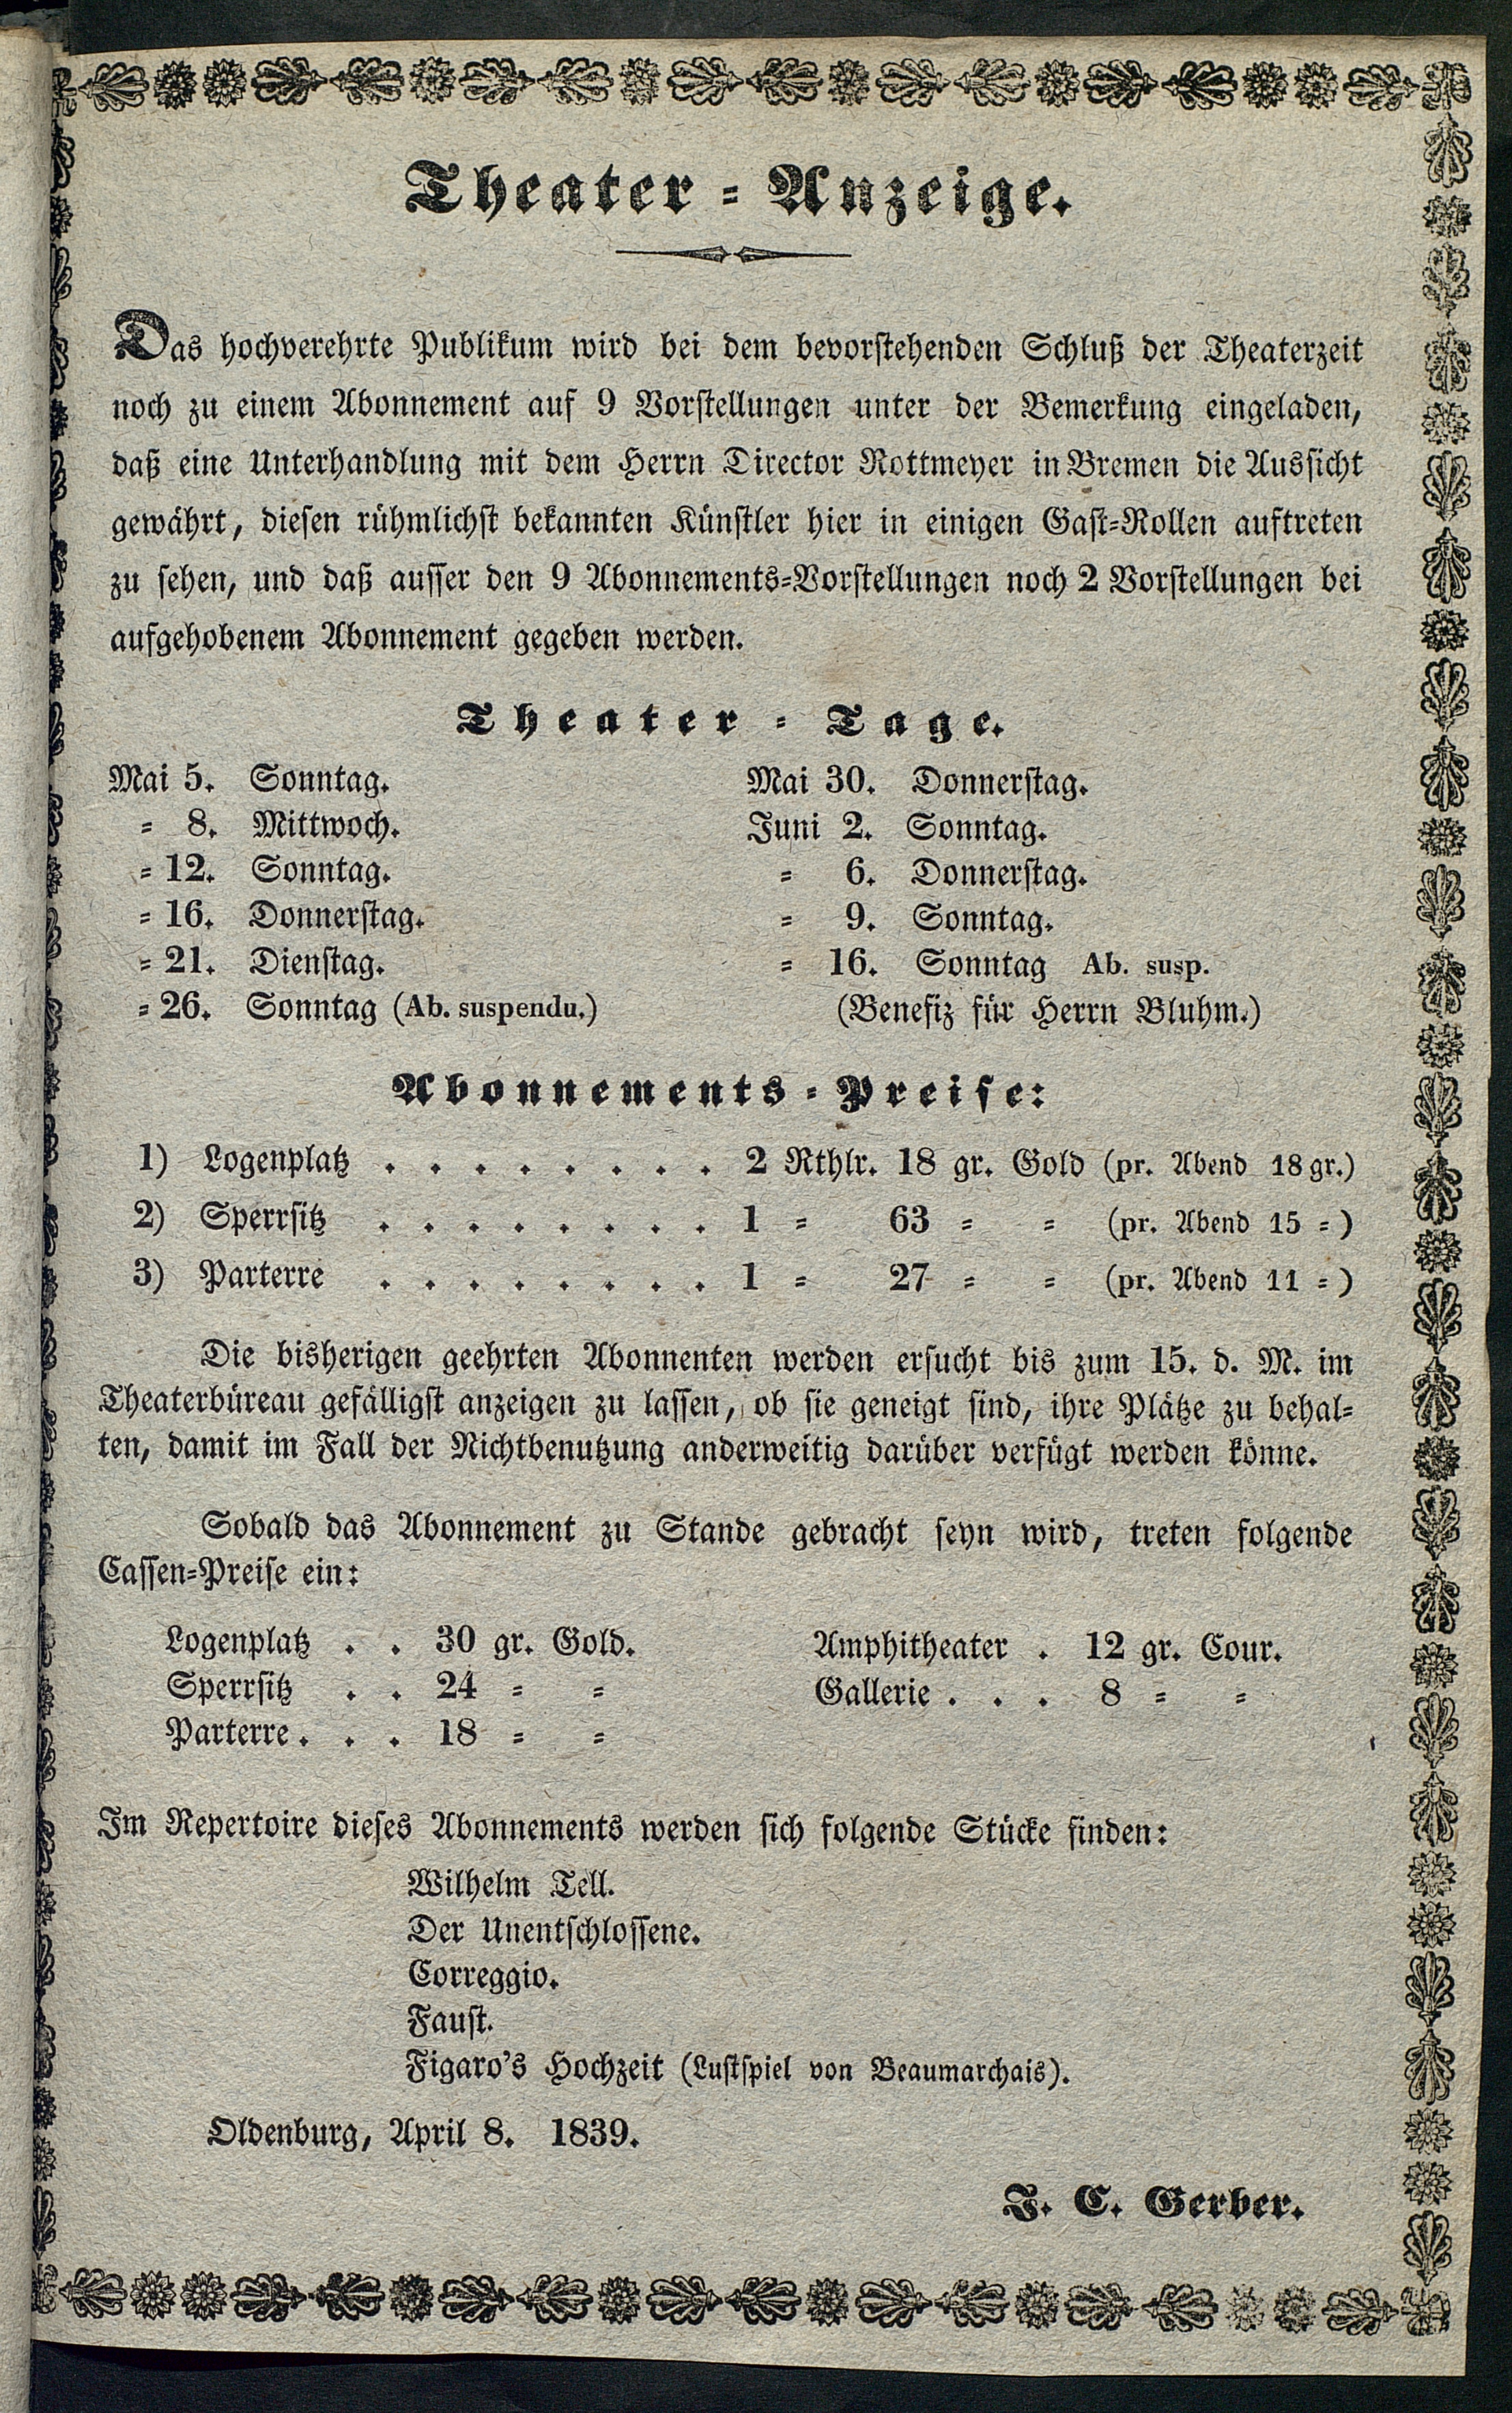 Theater-Anzeige.
Das hochverehrte Publikum wird bei dem bevorstehenden Schluß der Theaterzeit
noch zu einem Abonnement auf 9 Vorstellungen unter der Bemerkung eingeladen,
daß eine Unterhandlung mit dem Herrn Director Rottmeyer in Bremen die Aussicht
gewährt, diesen rühmlichst bekannten Künstler hier in einigen Gast-Rollen auftreten
zu sehen, und daß ausser den 9 Abonnements-Vorstellungen noch 2 Vorstellungen bei
aufgehobenem Abonnement gegeben werden.
Theater-Tage.
Mai 5. Sonntag.
= 8. Mittwoch.
= 12. Sonntag.
= 16. Donnerstag.
= 21. Dienstag.
= 26. Sonntag (Ab. suspendu.)
Mai 30. Donnerstag.
Juni 2. Sonntag.
= 6. Donnerstag.
= 9. Sonntag.
= 16. Sonntag Ab. susp.
(Benefiz für Herrn Bluhm.)
Abonnements-Preise:
1) Logenplatz . . . . . . . . 2 Rthlr. 18 gr. Gold (pr. Abend 18 gr.)
2) Sperrsitz . . . . . . . . 1 = 63 = = (pr. Abend 15 =)
3) Parterre . . . . . . . . 1 = 27 = = (pr. Abend 11 =)
Die bisherigen geehrten Abonnenten werden ersucht bis zum 15. d. M. im
Theaterbüreau gefälligst anzeigen zu lassen, ob sie geneigt sind, ihre Plätze zu behal-
ten, damit im Fall der Nichtbenutzung anderweitig darüber verfügt werden könne.
Sobald das Abonnement zu Stande gebracht seyn wird, treten folgende
Cassen-Preise ein:
Logenplatz . . 30 gr. Gold.
Sperrsitz . . 24 = =
Parterre . . . 18 = =
Amphitheater . 12 gr. Cour.
Gallerie . . . 8 = =
Im Repertoire dieses Abonnements werden sich folgende Stücke finden:
Wilhelm Tell.
Der Unentschlossene.
Correggio.
Faust.
Figaro's Hochzeit (Lustspiel von Beaumarchais).
Oldenburg, April 8. 1839.
J. C. Gerber.